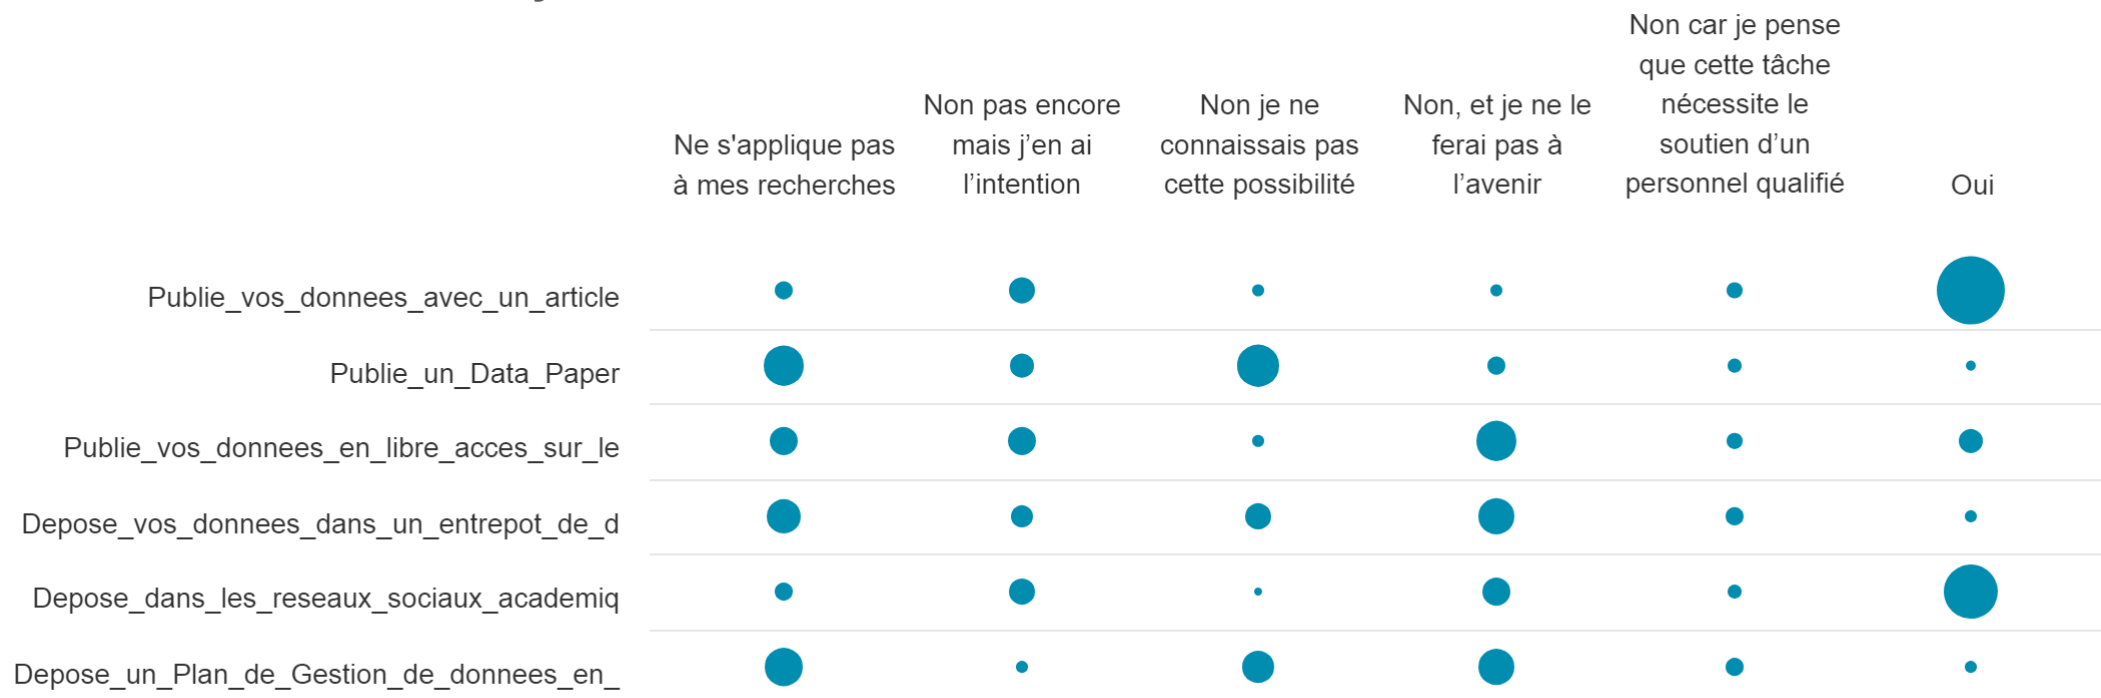 Ne s'applique pas
à mes recherches
Non pas encore
mais j’en ai
l’intention
Non je ne
connaissais pas
cette possibilité
Non, et je ne le
ferai pas à
l’avenir
Non car je pense
que cette tâche
nécessite le
soutien d’un
personnel qualifié
Oui
Publie_vos_donnees_avec_un_article
Publie_un_Data_Paper
Publie_vos_donnees_en_libre_acces_sur_le
Depose_vos_donnees_dans_un_entrepot_de_d
Depose_dans_les_reseaux_sociaux_academiq
Depose_un_Plan_de_Gestion_de_donnees_en_